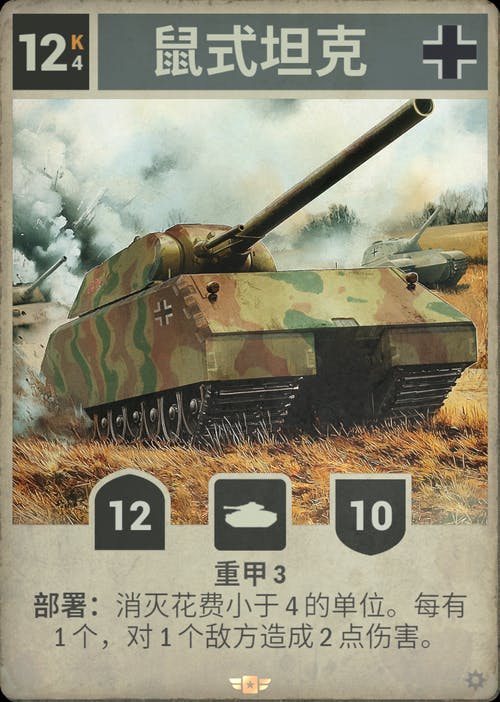 12 K 4
鼠式坦克
12
10
重甲 3
部署：消灭花费小于 4 的单位。每有
1 个，对 1 个敌方造成 2 点伤害。